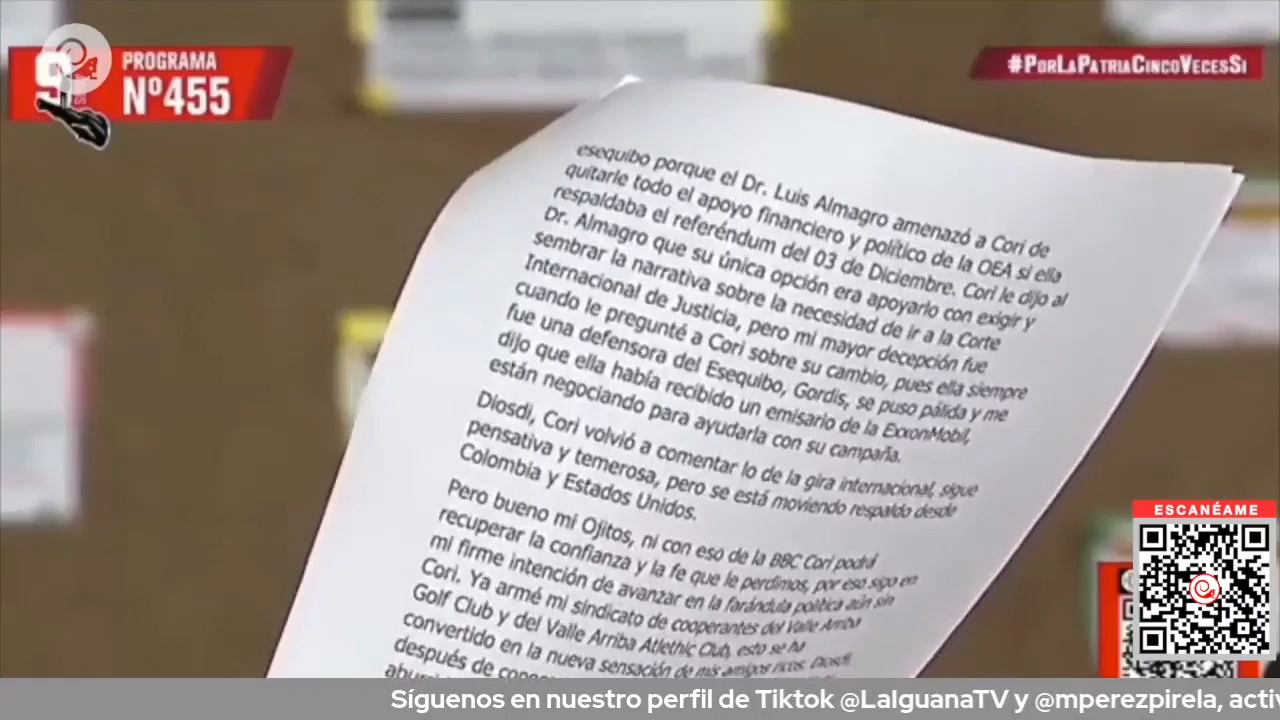 PROGRAMA
Nº455
#PorLaPatriaCincoVecesSi
esequibo porque el Dr. Luis Almagro amenazó a Cori de
quitarle todo el apoyo financiero y político de la OEA si ella
respaldaba el referéndum del 03 de Diciembre. Cori le dijo al
Dr. Almagro que su única opción era apoyarlo con exigir y
sembrar la narrativa sobre la necesidad de ir a la Corte
Internacional de Justicia, pero mi mayor decepción fue
cuando le pregunté a Cori sobre su cambio, pues ella siempre
fue una defensora del Esequibo, Gordis, se puso pálida y me
dijo que ella había recibido un emisario de la ExxonMobil,
están negociando para ayudarla con su campaña.
Diosdi, Cori volvió a comentar lo de la gira internacional, sigue
pensativa y temerosa, pero se está moviendo respaldo desde
Colombia y Estados Unidos.
Pero bueno mi Ojitos, ni con eso de la BBC Cori podrá
recuperar la confianza y la fe que le perdimos, por eso sigo en
mi firme intención de avanzar en la farándula política aún sin
Cori. Ya armé mi sindicato de cooperantes del Valle Arriba
Golf Club y del Valle Arriba Atlethic Club, esto se ha
convertido en la nueva sensación de mis amigos ricos. Diosdi,
después de
ESCANÉAME
Síguenos en nuestro perfil de Tiktok @LaIguanaTV y @mperezpirela, activ